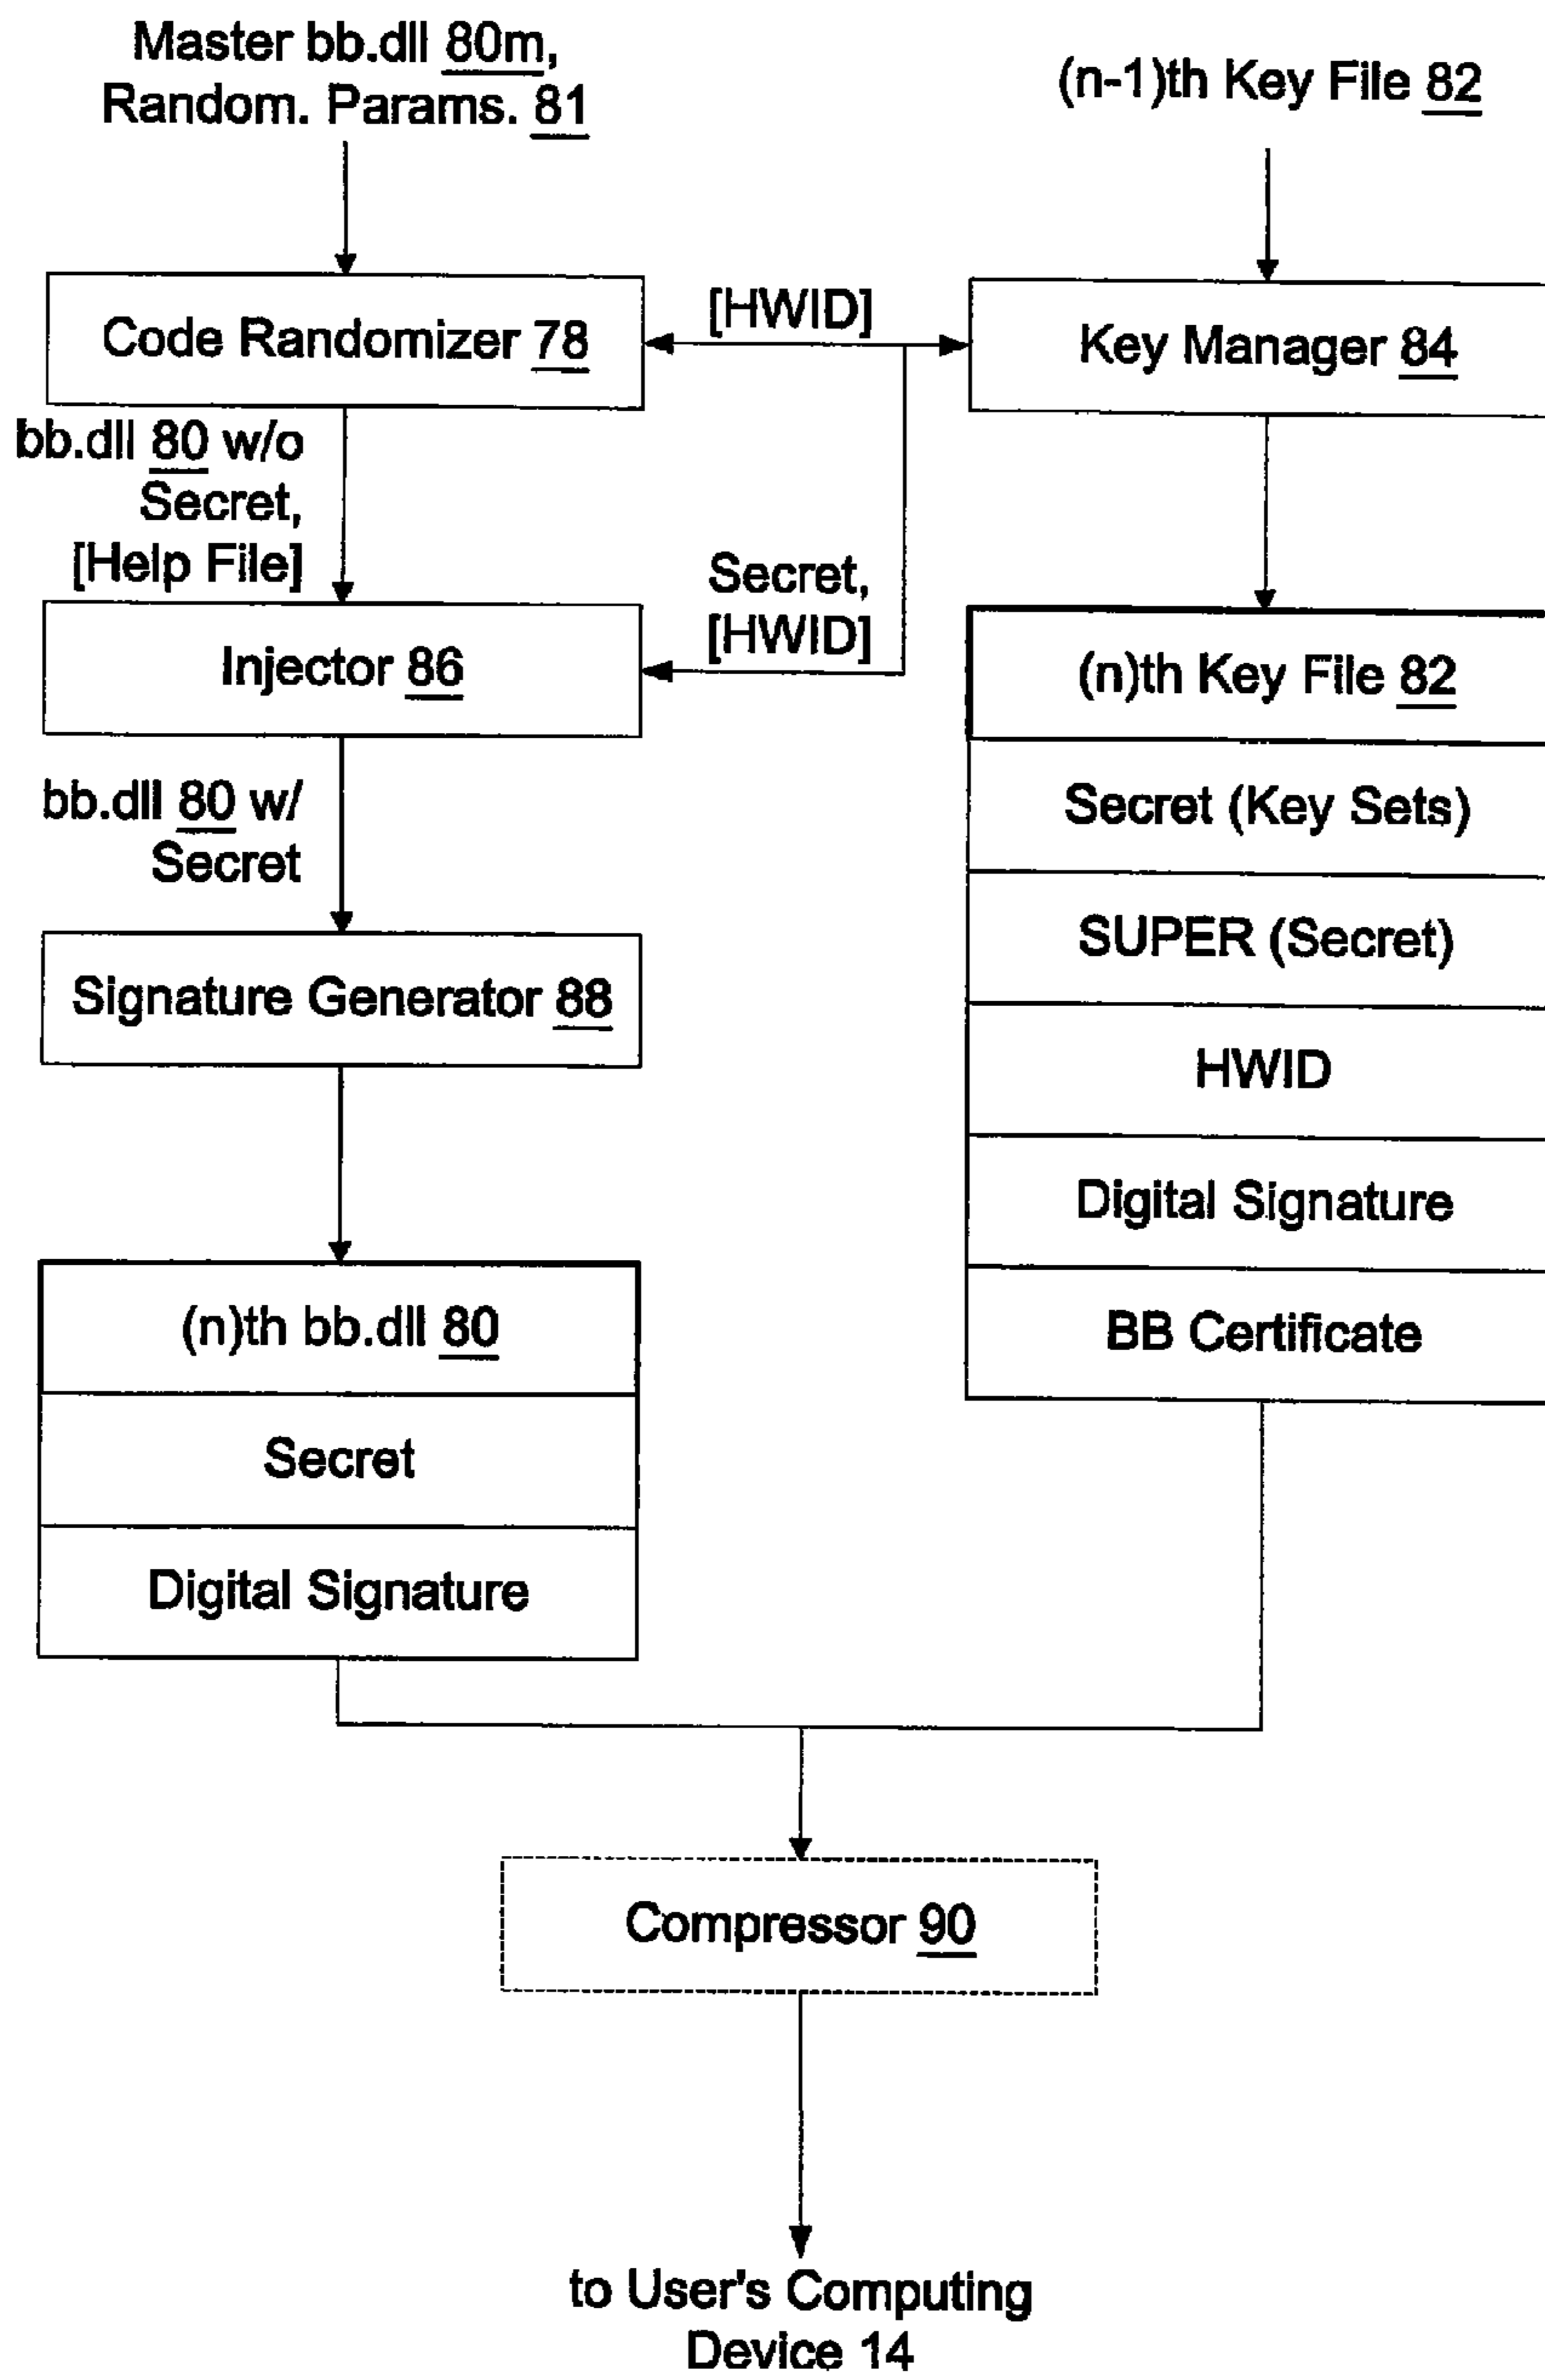 Master bb.dll 80m,
Random. Params. 81
(n-1)th Key File 82
Code Randomizer 78
[HWID]
Key Manager 84
bb.dll 80 w/o
Secret,
[Help File]
Secret,
[HWID]
Injector 86
(n)th Key File 82
Secret (Key Sets)
SUPER (Secret)
HWID
Digital Signature
BB Certificate
bb.dll 80 w/
Secret
Signature Generator 88
(n)th bb.dll 80
Secret
Digital Signature
Compressor 90
to User's Computing
Device 14